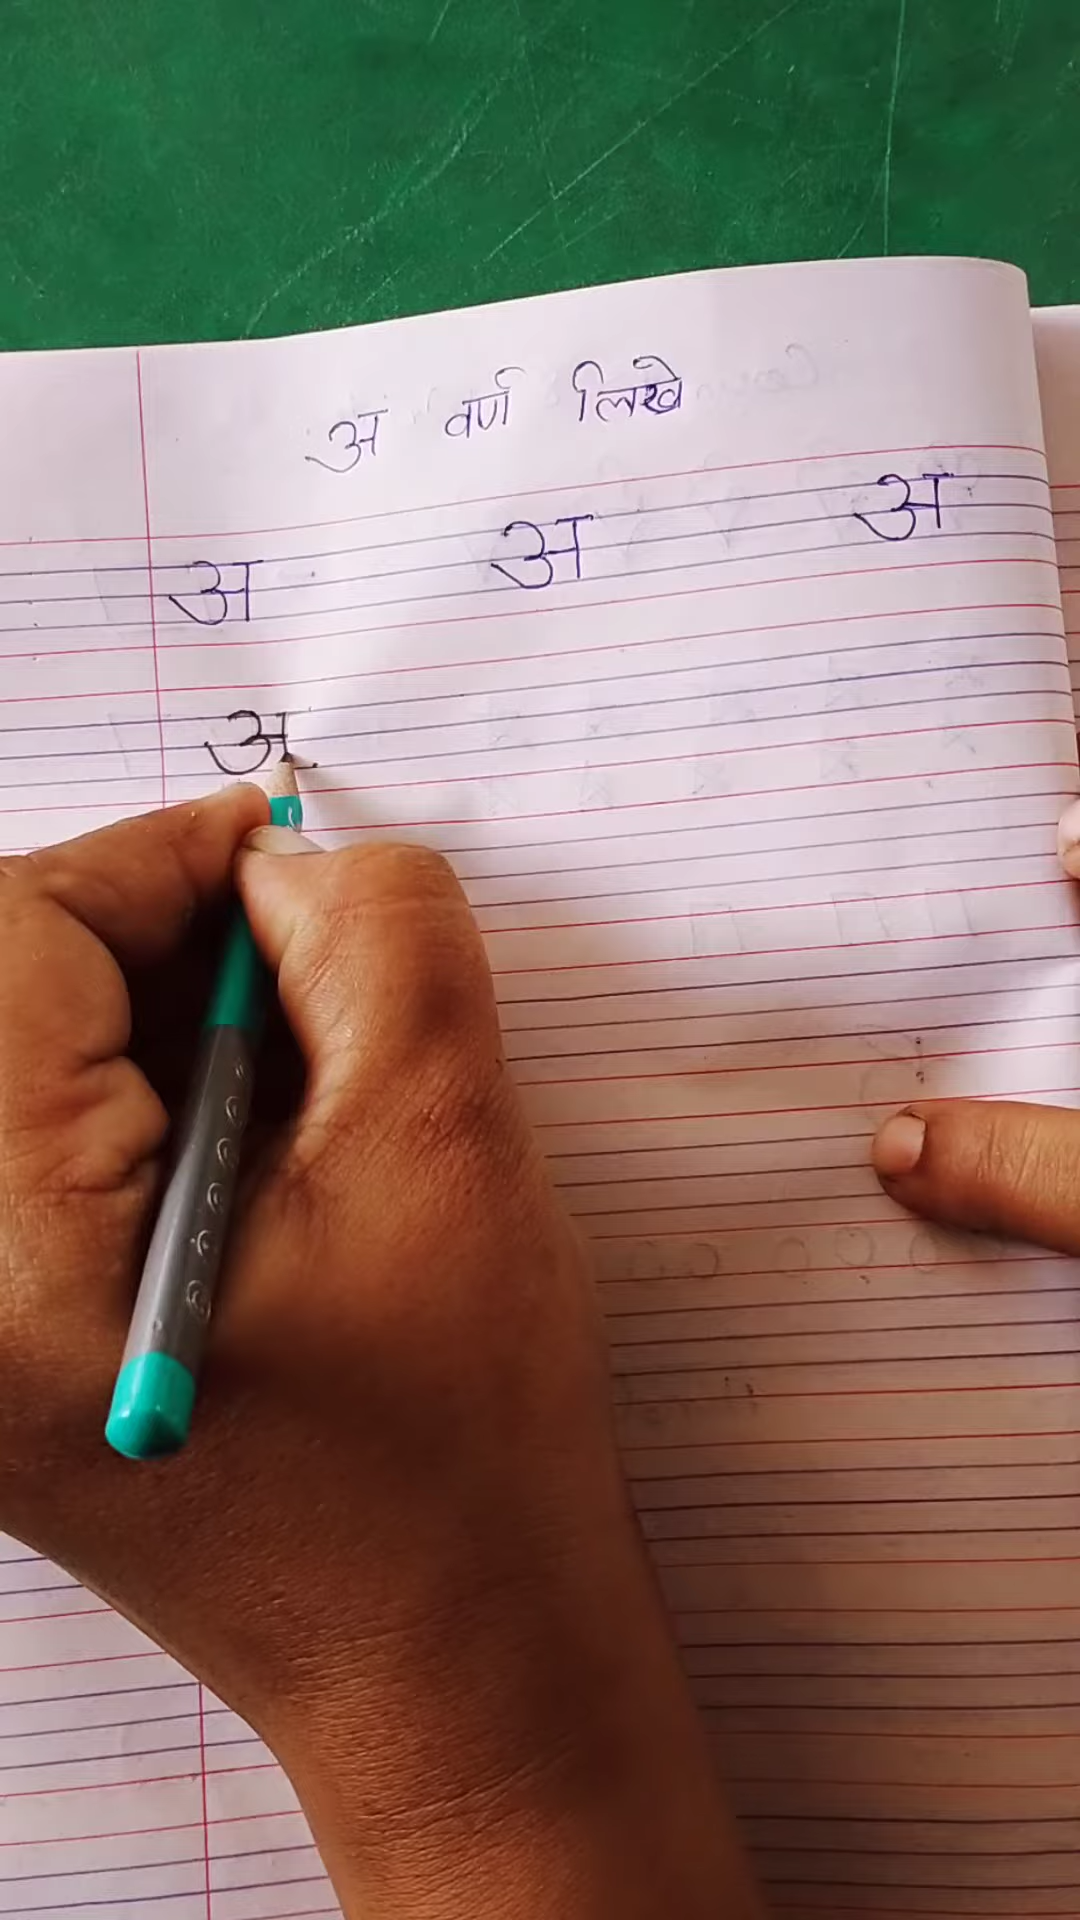 अ वर्ण लिखे
अ अ अ
अ